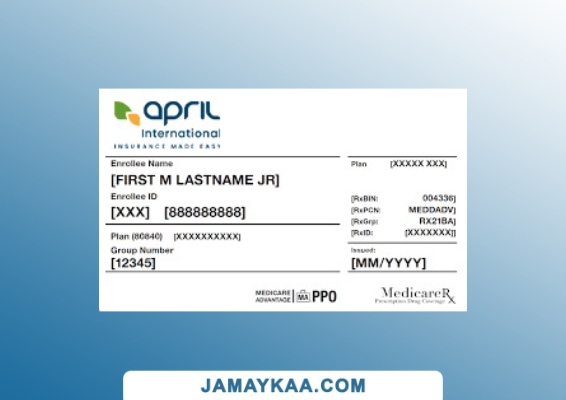 april
International
INSURANCE MADE EASY
Enrollee Name
[FIRST M LASTNAME JR]
Enrollee ID
[XXX] [888888888]
Plan (80840) [XXXXXXXXXX]
Group Number
[12345]
Plan [XXXXX XXX]
[RxBIN: 004336]
[RxPCN: MEDDADV]
[RxGrp: RX21BA]
[RxID: [XXXXXXX]]
Issued:
[MM/YYYY]
MEDICARE
ADVANTAGE
MA
PPO
MedicareRx
Prescription Drug Coverage
JAMAYKAA.COM